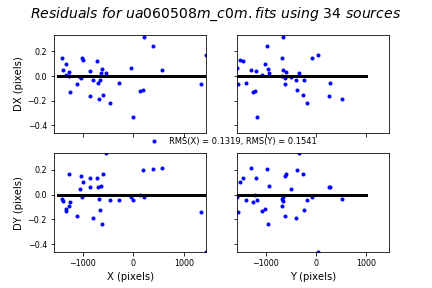 Residuals for ua060508m_c0m.fits using 34 sources
DX (pixels)
0.2
0.0
−0.2
−0.4
RMS(X) = 0.1319, RMS(Y) = 0.1541
DY (pixels)
0.2
0.0
−0.2
−0.4
−1000 0 1000 −1000 0 1000
X (pixels) Y (pixels)